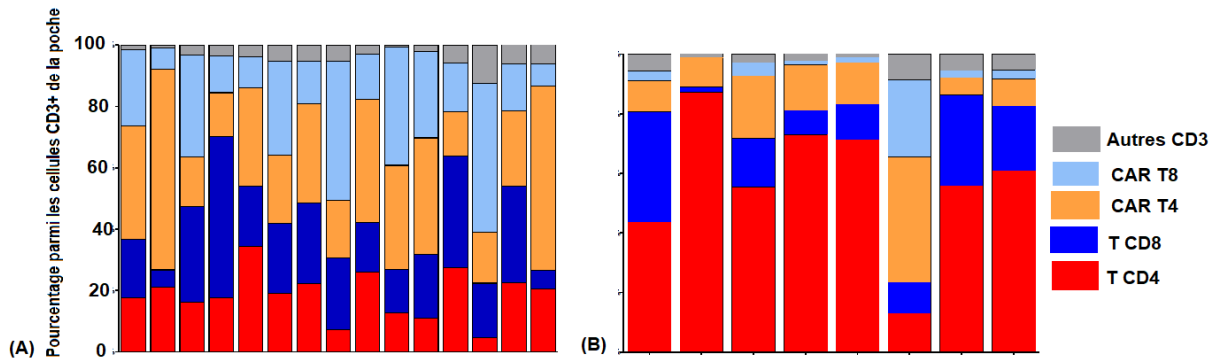 Pourcentage parmi les cellules CD3+ de la poche
100
80
60
40
20
0
(A)
(B)
Autres CD3
CAR T8
CAR T4
T CD8
T CD4